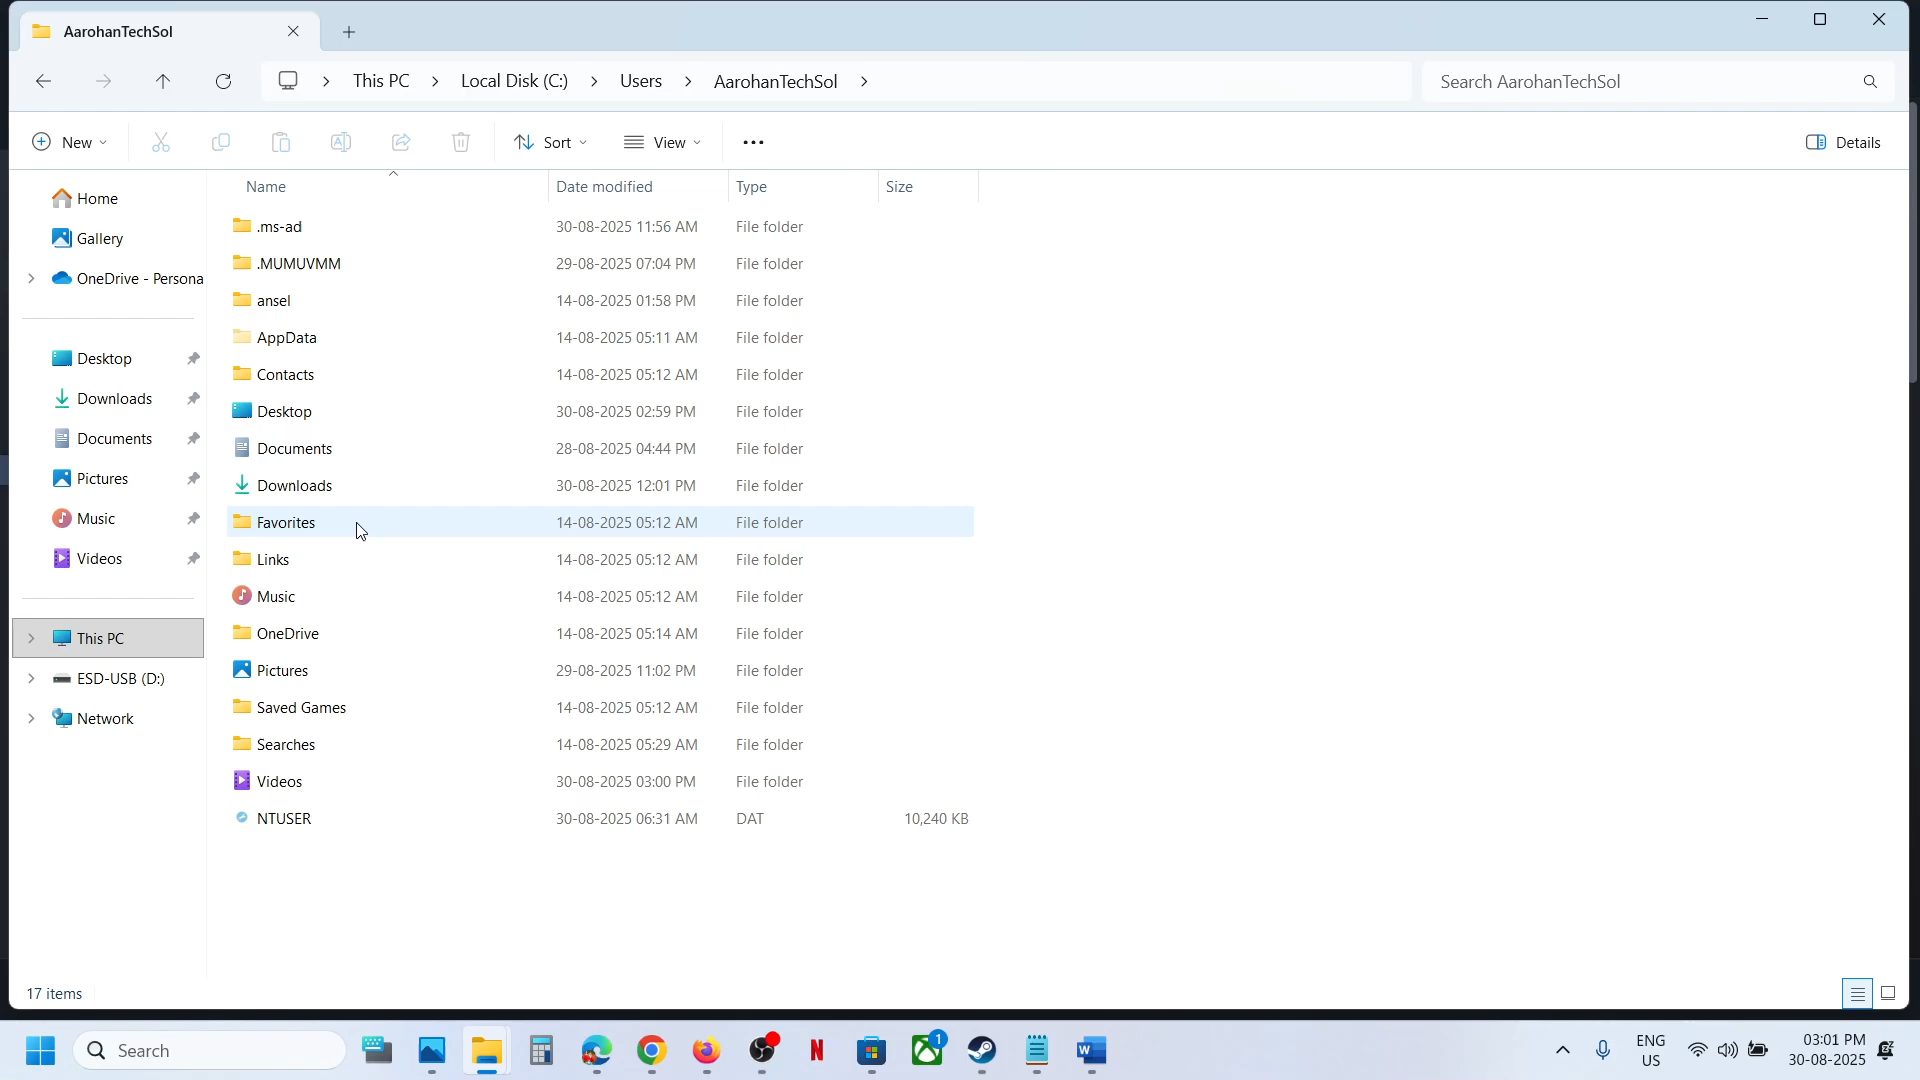 AarohanTechSol
This PC
Local Disk (C:)
Users
AarohanTechSol
Search AarohanTechSol
New
Sort
View
Details
Home
Gallery
OneDrive - Persona
Desktop
Downloads
Documents
Pictures
Music
Videos
This PC
ESD-USB (D:)
Network
Name Date modified Type Size
.ms-ad 30-08-2025 11:56 AM File folder
.MUMUVMM 29-08-2025 07:04 PM File folder
ansel 14-08-2025 01:58 PM File folder
AppData 14-08-2025 05:11 AM File folder
Contacts 14-08-2025 05:12 AM File folder
Desktop 30-08-2025 02:59 PM File folder
Documents 28-08-2025 04:44 PM File folder
Downloads 30-08-2025 12:01 PM File folder
Favorites 14-08-2025 05:12 AM File folder
Links 14-08-2025 05:12 AM File folder
Music 14-08-2025 05:12 AM File folder
OneDrive 14-08-2025 05:14 AM File folder
Pictures 29-08-2025 11:02 PM File folder
Saved Games 14-08-2025 05:12 AM File folder
Searches 14-08-2025 05:29 AM File folder
Videos 30-08-2025 03:00 PM File folder
NTUSER 30-08-2025 06:31 AM DAT 10,240 KB
17 items
Search
N
1
W
ENG
US
03:01 PM
30-08-2025